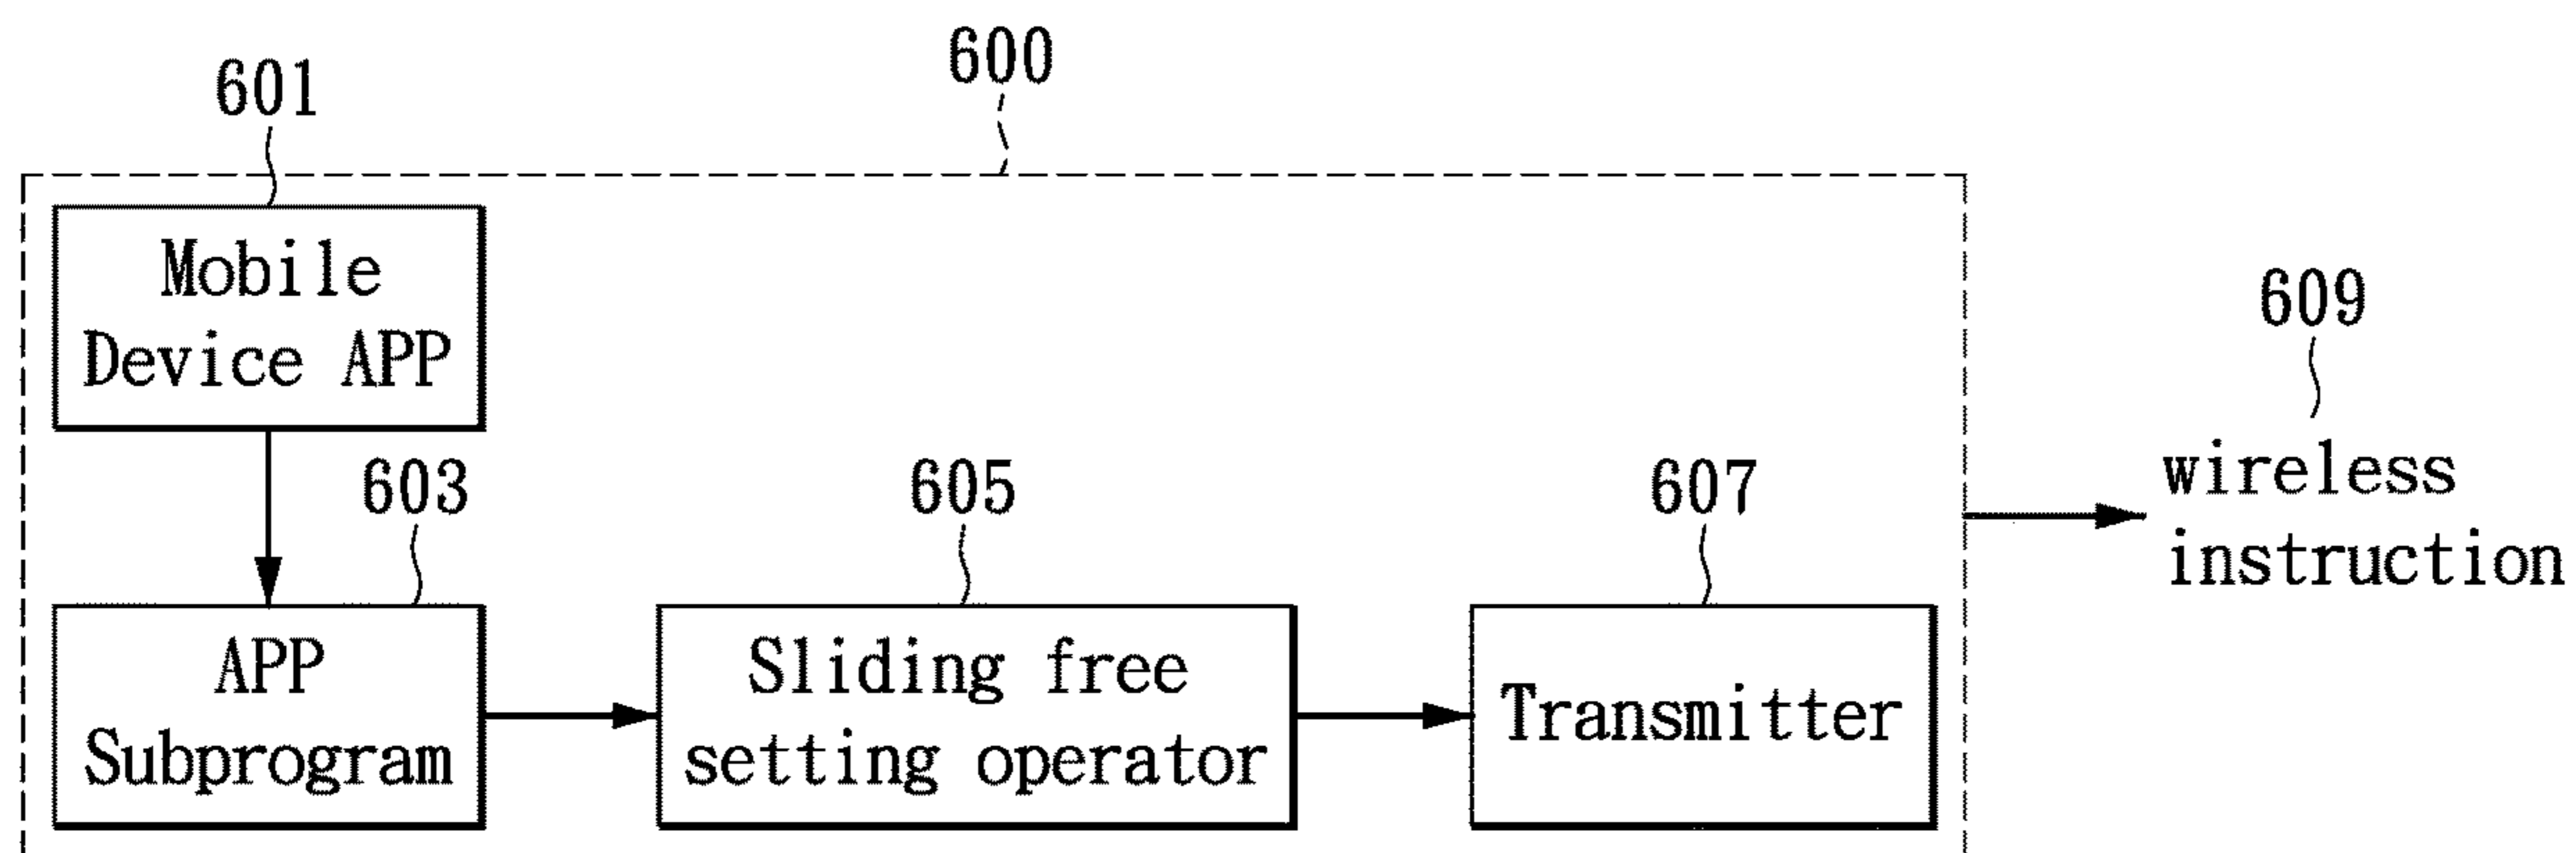 600
601
Mobile
Device APP
609
wireless
instruction
603
605
607
APP
Subprogram
Sliding free
setting operator
Transmitter